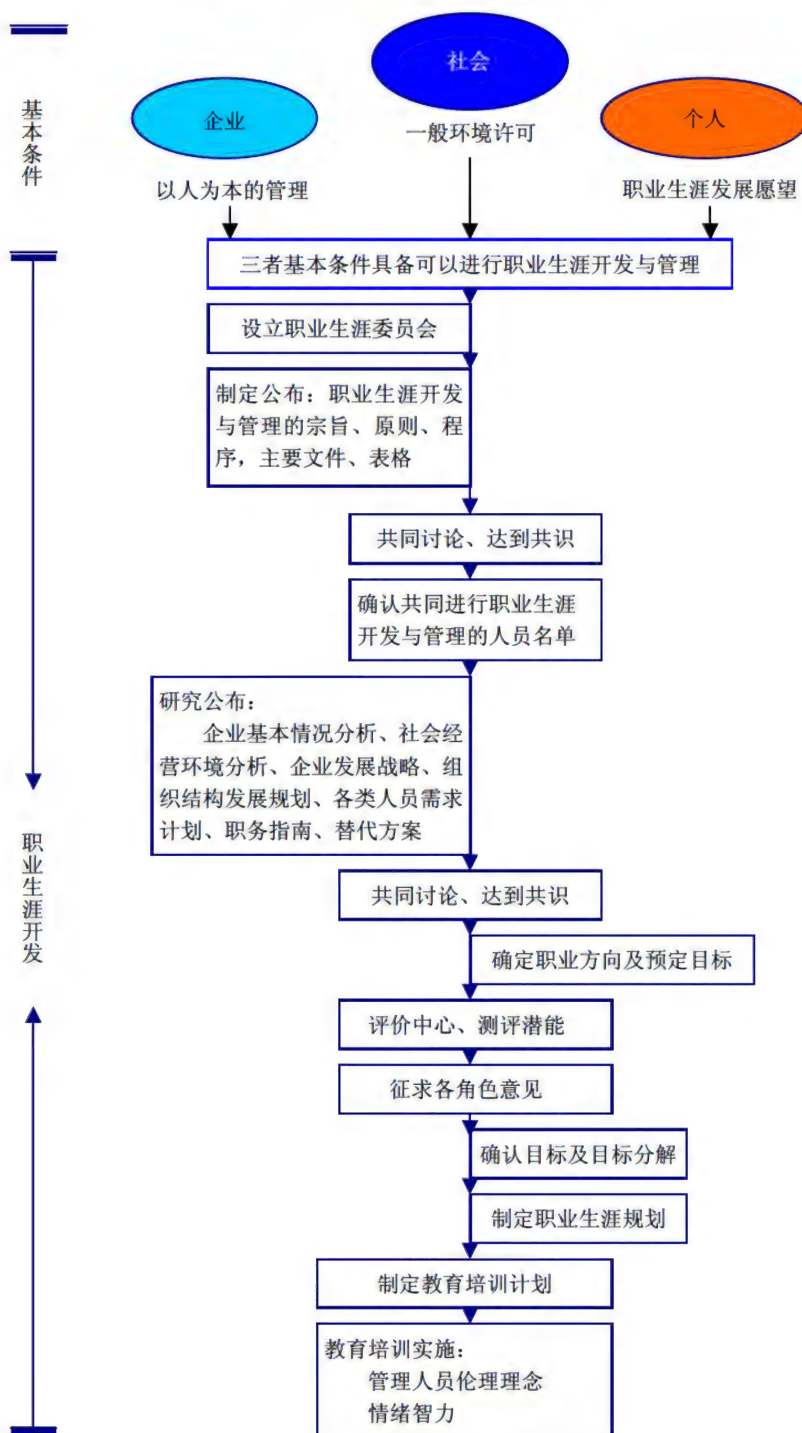 社会
企业
个人
一般环境许可
以人为本的管理
职业生涯发展愿望
基本条件
三者基本条件具备可以进行职业生涯开发与管理
设立职业生涯委员会
制定公布：职业生涯开发
与管理的宗旨、原则、程
序，主要文件、表格
共同讨论、达到共识
确认共同进行职业生涯
开发与管理的人员名单
研究公布：
企业基本情况分析、社会经
营环境分析、企业发展战略、组
织结构发展规划、各类人员需求
计划、职务指南、替代方案
职业生涯开发
共同讨论、达到共识
确定职业方向及预定目标
评价中心、测评潜能
征求各角色意见
确认目标及目标分解
制定职业生涯规划
制定教育培训计划
教育培训实施：
管理人员伦理理念
情绪智力